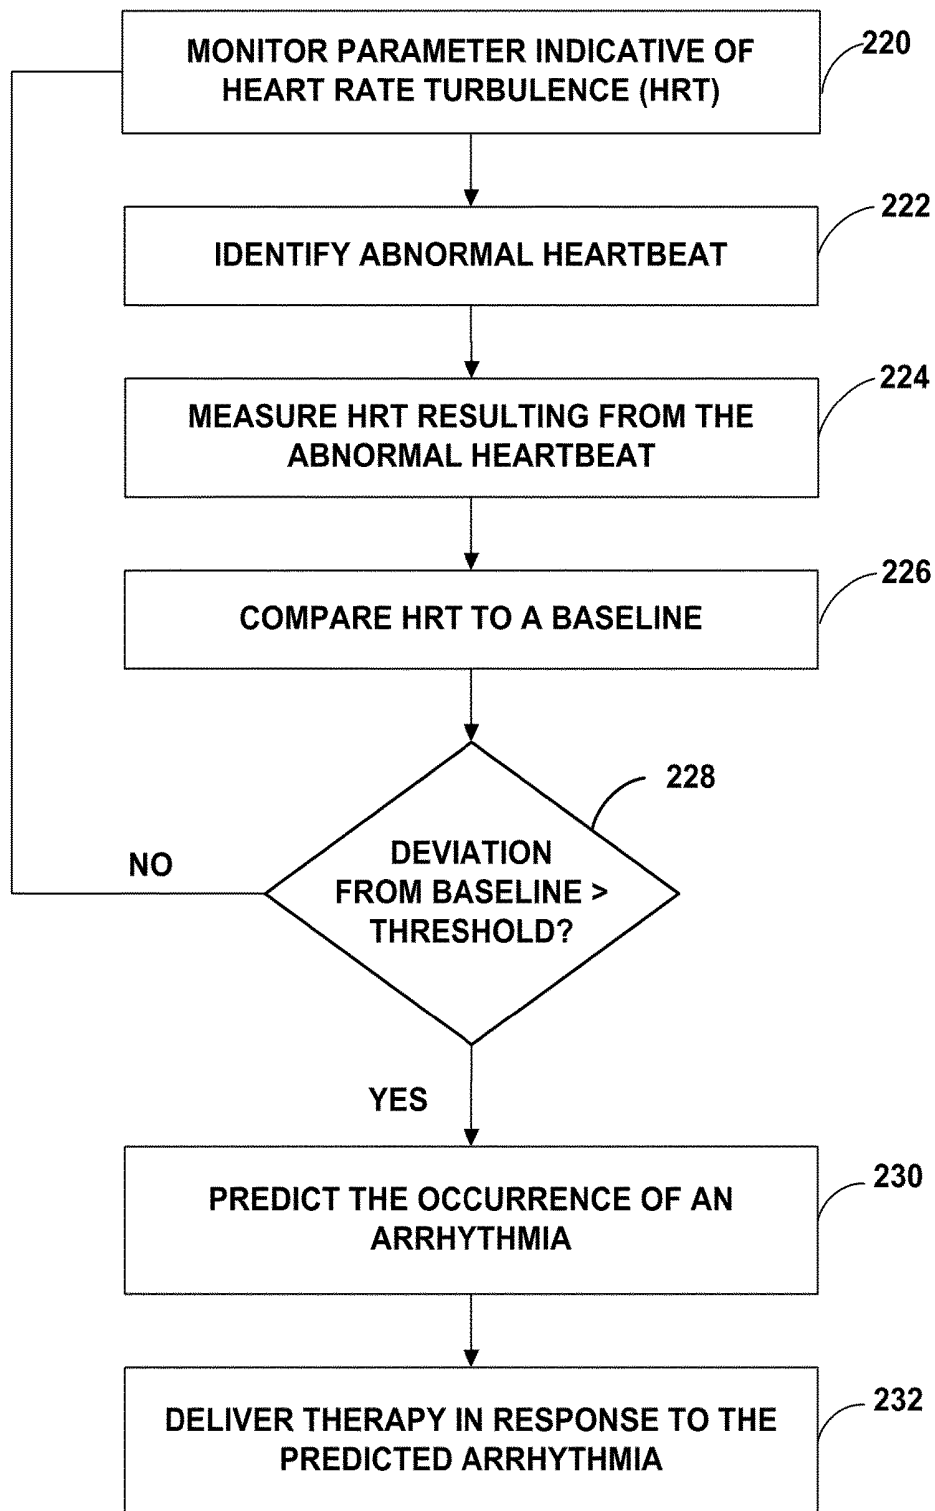 MONITOR PARAMETER INDICATIVE OF
HEART RATE TURBULENCE (HRT)
220
222
IDENTIFY ABNORMAL HEARTBEAT
224
MEASURE HRT RESULTING FROM THE
ABNORMAL HEARTBEAT
226
COMPARE HRT TO A BASELINE
228
NO
DEVIATION
FROM BASELINE >
THRESHOLD?
YES
230
PREDICT THE OCCURRENCE OF AN
ARRHYTHMIA
232
DELIVER THERAPY IN RESPONSE TO THE
PREDICTED ARRHYTHMIA